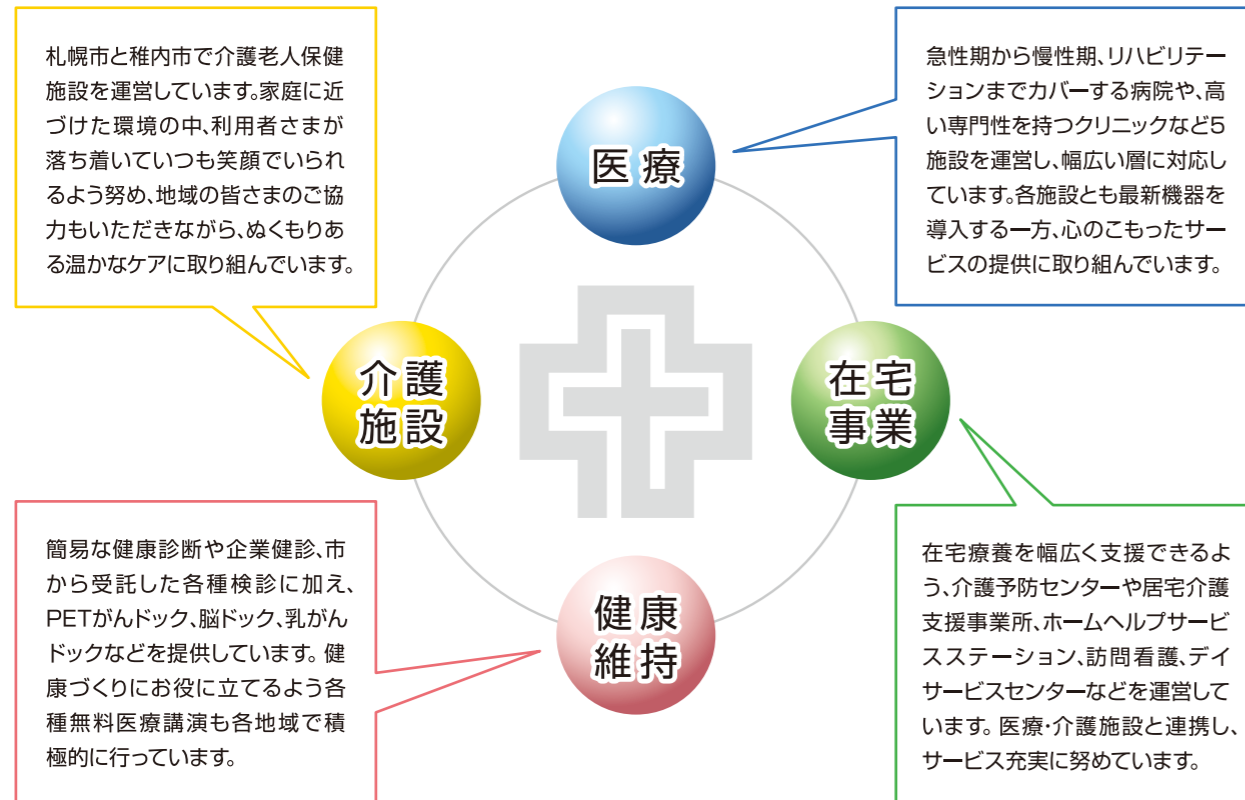 札幌市と稚内市で介護老人保健
施設を運営しています。家庭に近
づけた環境の中、利用者さまが
落ち着いていつも笑顔でいられ
るよう努め、地域の皆さまのご協
力もいただきながら、ぬくもりあ
る温かなケアに取り組んでいます。
急性期から慢性期、リハビリテー
ションまでカバーする病院や、高
い専門性を持つクリニックなど5
施設を運営し、幅広い層に対応し
ています。各施設とも最新機器を
導入する一方、心のこもったサー
ビスの提供に取り組んでいます。
医療
介護
施設
在宅
事業
健康
維持
簡易な健康診断や企業健診、市
から受託した各種検診に加え、
PETがんドック、脳ドック、乳がん
ドックなどを提供しています。健
康づくりにお役に立てるよう各
種無料医療講演も各地域で積
極的に行っています。
在宅療養を幅広く支援できるよ
う、介護予防センターや居宅介護
支援事業所、ホームヘルプサービ
スステーション、訪問看護、デイ
サービスセンターなどを運営して
います。医療・介護施設と連携し、
サービス充実に努めています。